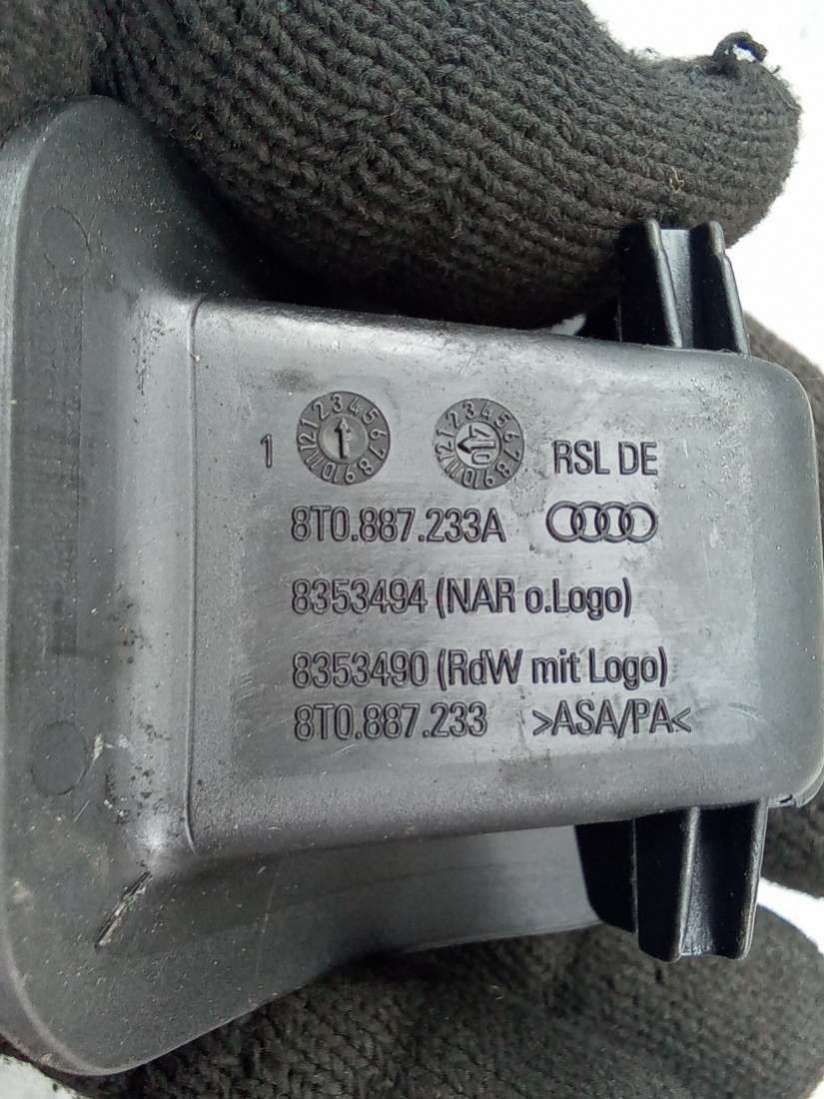 1 RSL DE
8T0.887.233A
8353494 (NAR o.Logo)
8353490 (RdW mit Logo)
8T0.887.233 >ASA/PA<